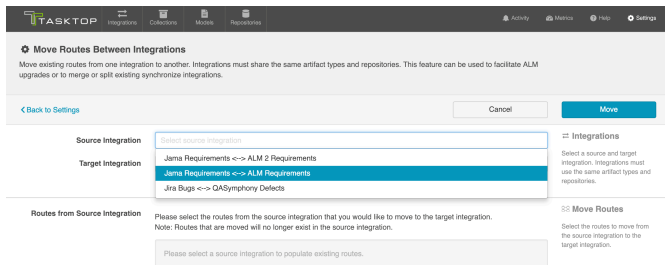 TASKTOP
Integrations
Collections
Models
Repositories
Activity
Metrics
Help
Settings
Move Routes Between Integrations
Move existing routes from one integration to another. Integrations must share the same artifact types and repositories. This feature can be used to facilitate ALM
upgrades or to merge or split existing synchronize integrations.
Back to Settings
Cancel
Move
Source Integration
Select source integration
Target Integration
Jama Requirements <--> ALM 2 Requirements
Jama Requirements <--> ALM Requirements
Jira Bugs <--> QASymphony Defects
Integrations
Select a source and target
integration. Integrations must
use the same artifact types and
repositories.
Routes from Source Integration
Please select the routes from the source integration that you would like to move to the target integration.
Note: Routes that are moved will no longer exist in the source integration.
Please select a source integration to populate existing routes.
Move Routes
Select the routes to move from
the source integration to the
target integration.